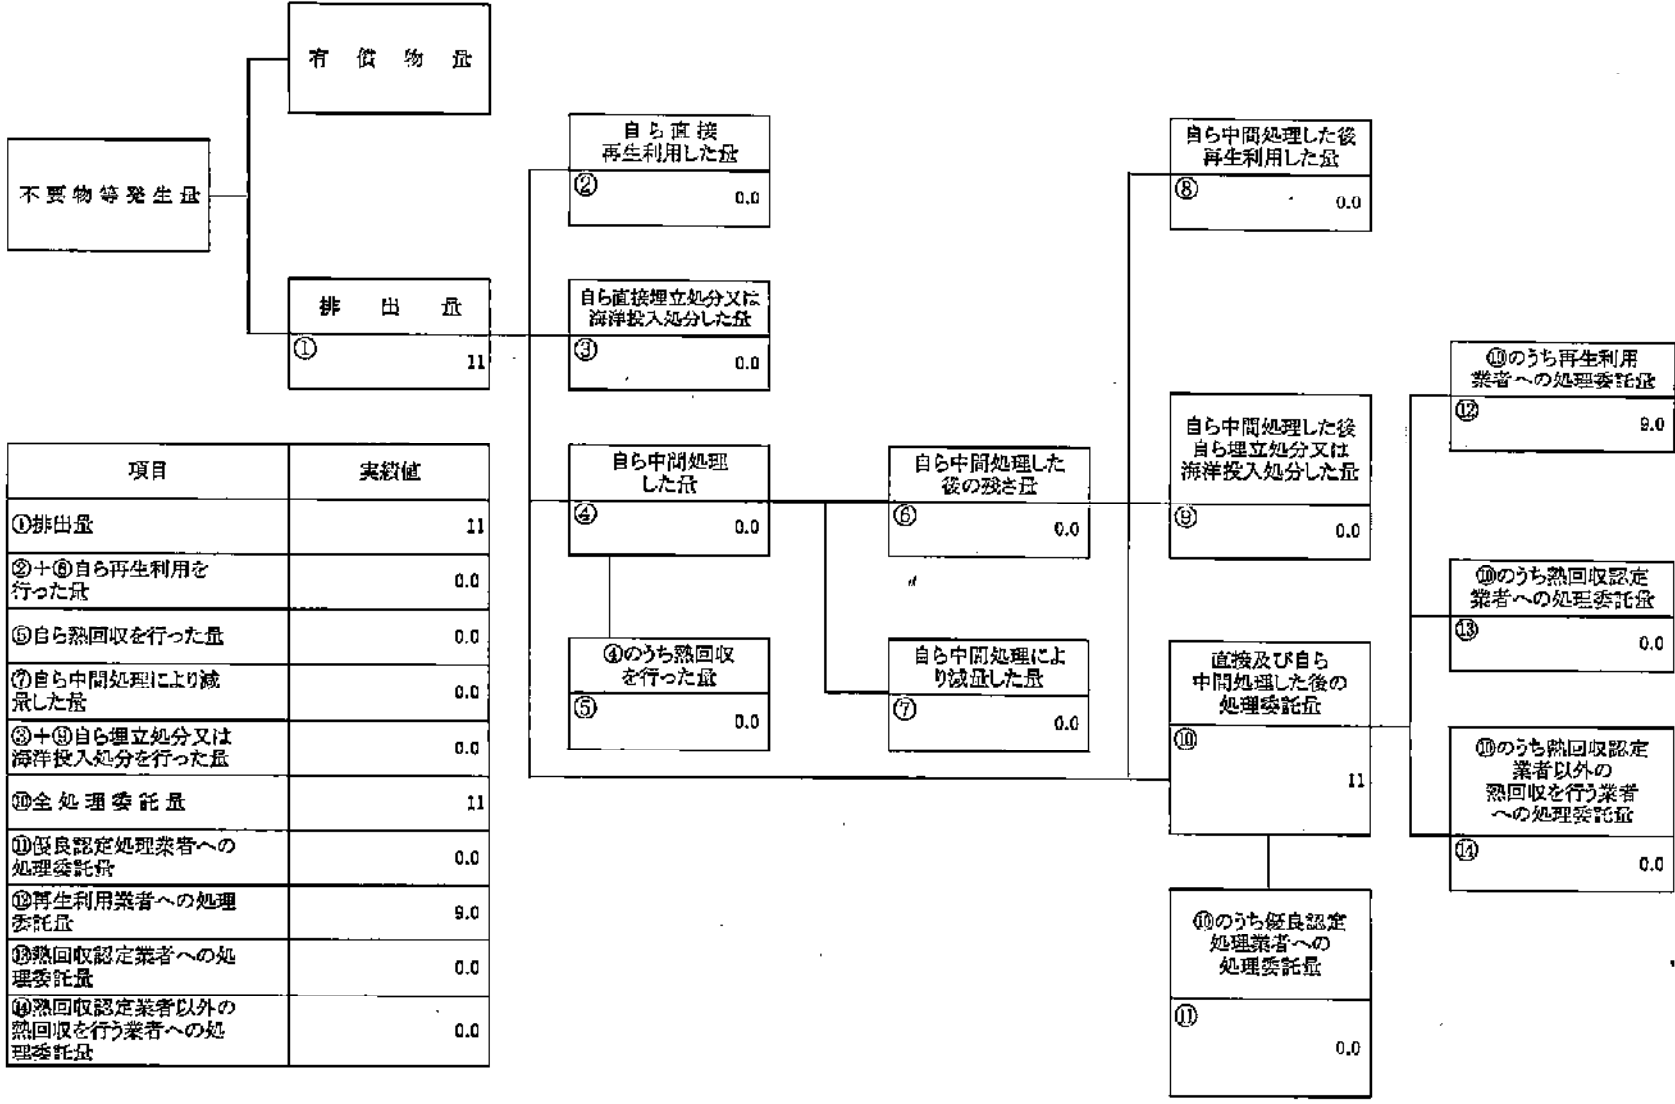 有償物量
不要物等発生量
排出量
①
11
自ら直接
再生利用した量
②
0.0
自ら直接埋立処分又は
海洋投入処分した量
③
0.0
自ら中間処理
した量
④
0.0
④のうち熱回収
を行った量
⑤
0.0
自ら中間処理した
後の残さ量
⑥
0.0
自ら中間処理によ
り減量した量
⑦
0.0
自ら中間処理した後
再生利用した量
⑧
0.0
自ら中間処理した後
自ら埋立処分又は
海洋投入処分した量
⑨
0.0
直接及び自ら
中間処理した後の
処理委託量
⑩
11
⑩のうち優良認定
処理業者への
処理委託量
⑪
0.0
⑩のうち再生利用
業者への処理委託量
⑫
9.0
⑩のうち熱回収認定
業者への処理委託量
⑬
0.0
⑩のうち熱回収認定
業者以外の
熱回収を行う業者
への処理委託量
⑭
0.0
項目 実績値
①排出量 11
②+⑧自ら再生利用を
行った量 0.0
⑤自ら熱回収を行った量 0.0
⑦自ら中間処理により減
量した量 0.0
③+⑨自ら埋立処分又は
海洋投入処分を行った量 0.0
⑩全処理委託量 11
⑪優良認定処理業者への
処理委託量 0.0
⑫再生利用業者への処理
委託量 9.0
⑬熱回収認定業者への処
理委託量 0.0
⑭熱回収認定業者以外の
熱回収を行う業者への処
理委託量 0.0